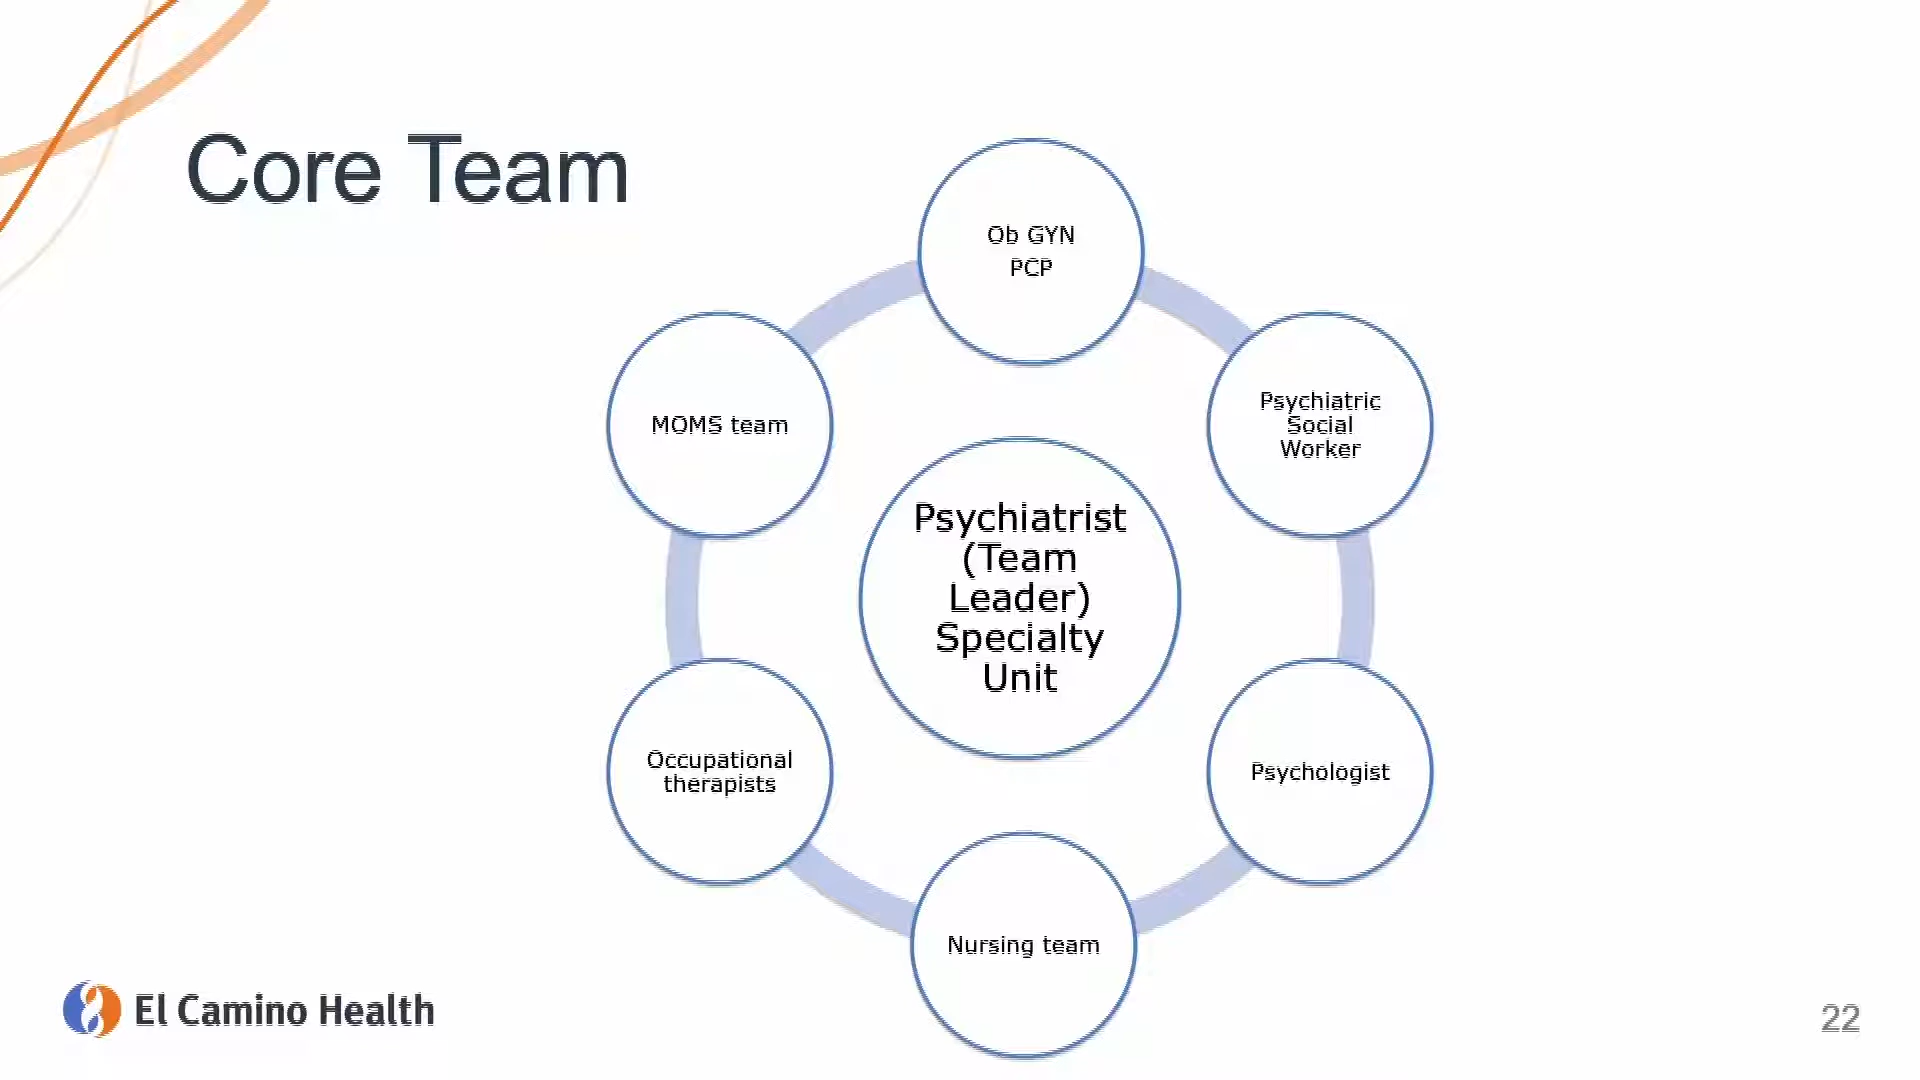 Core Team
Ob GYN
PCP
Psychiatric
Social
Worker
Psychologist
Nursing team
Occupational
therapists
MOMS team
Psychiatrist
(Team
Leader)
Specialty
Unit
El Camino Health
22